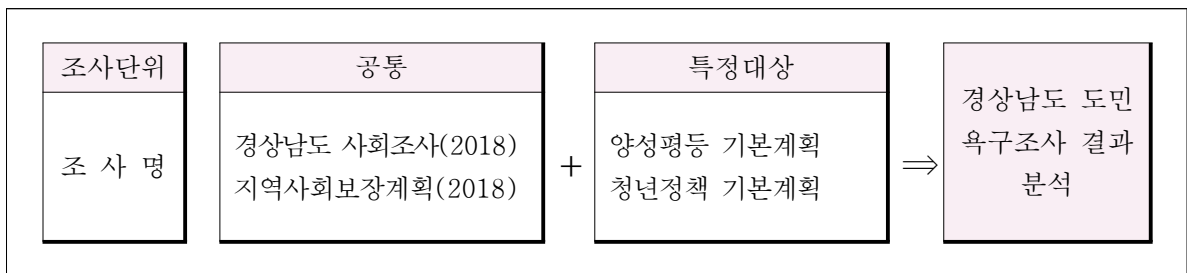 조사단위
조 사 명
공통
경상남도 사회조사(2018)
지역사회보장계획(2018)
+
특정대상
양성평등 기본계획
청년정책 기본계획
⇒
경상남도 도민
욕구조사 결과
분석